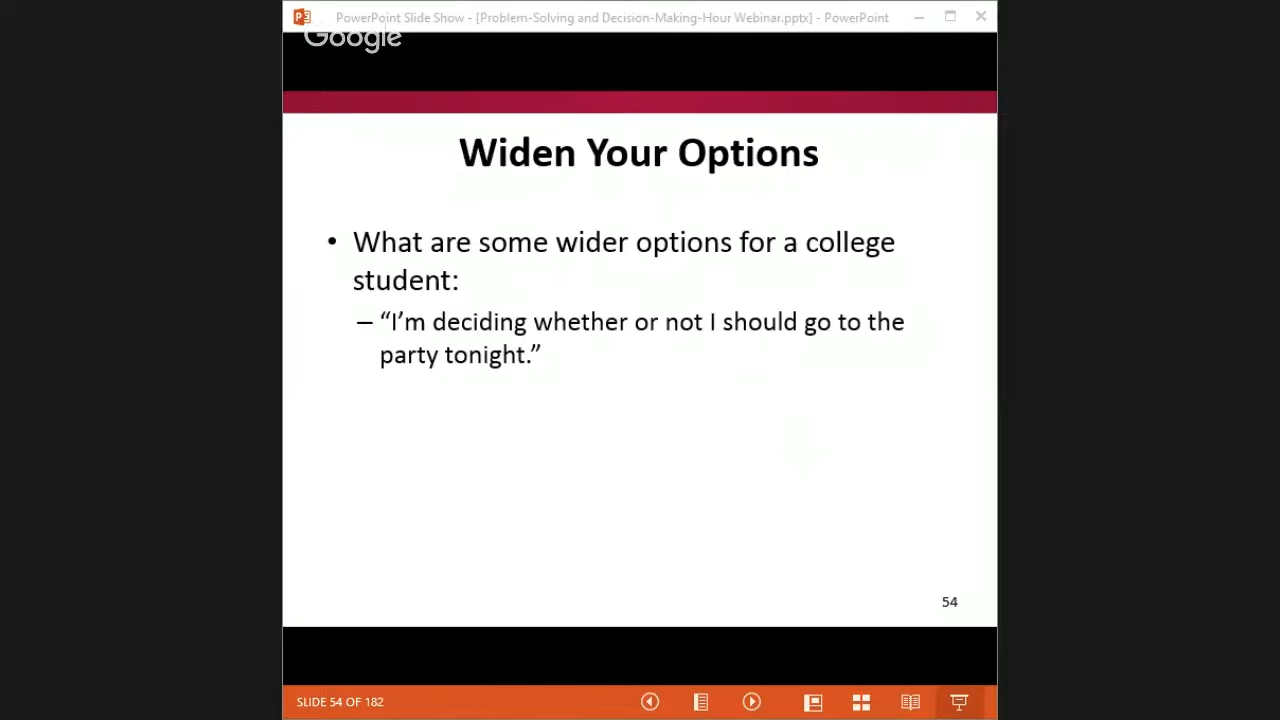 PowerPoint Slide Show - [Problem-Solving and Decision-Making-Hour Webinar.pptx] - PowerPoint
Google
Widen Your Options
• What are some wider options for a college
student:
– “I’m deciding whether or not I should go to the
party tonight.”
54
SLIDE 54 OF 182